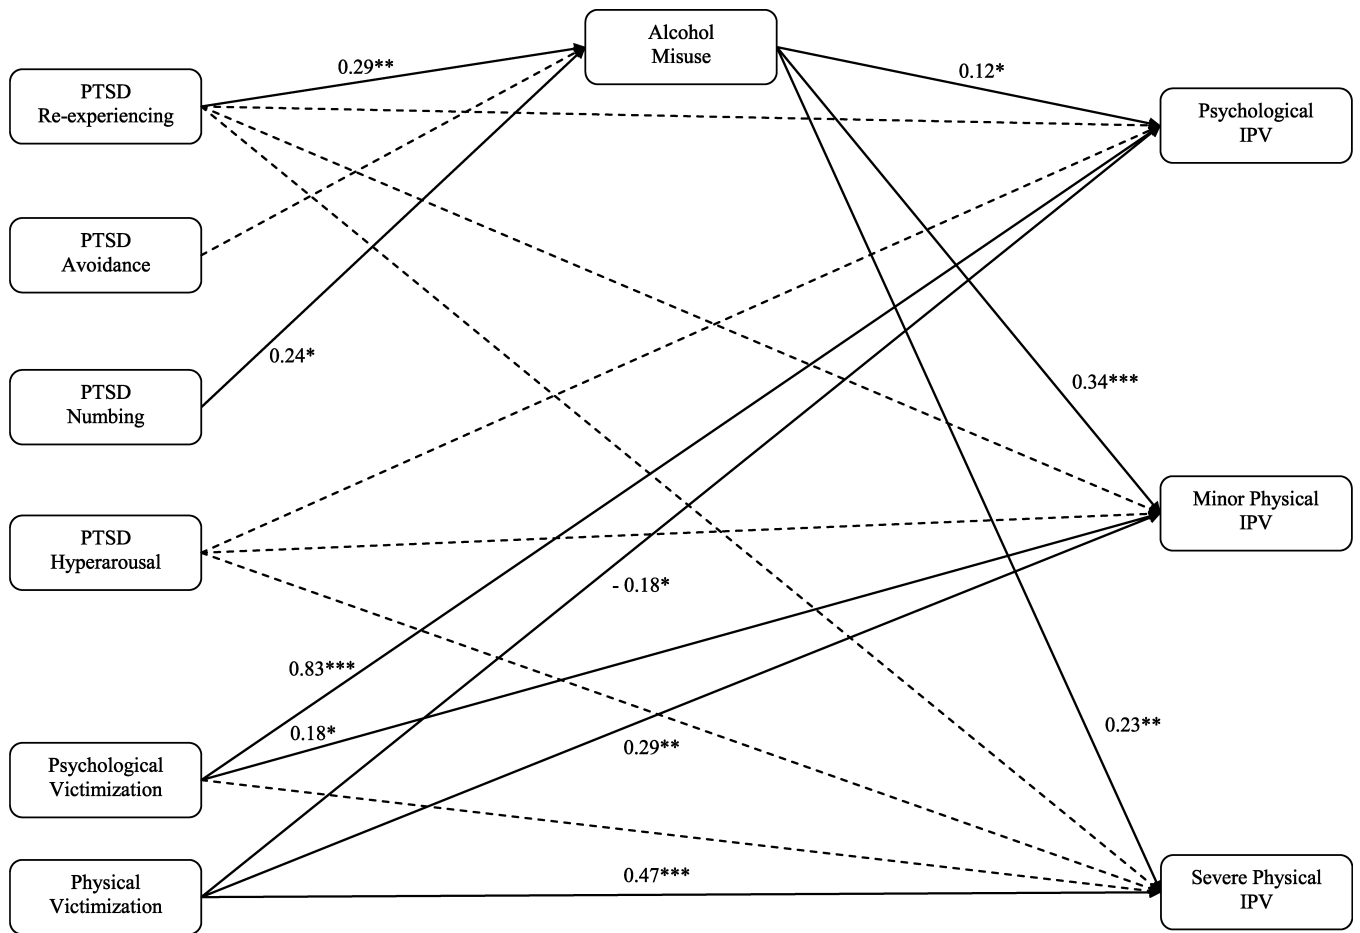 Alcohol
Misuse
0.29**
0.12*
PTSD
Re-experiencing
Psychological
IPV
PTSD
Avoidance
0.24*
PTSD
Numbing
0.34***
Minor Physical
IPV
PTSD
Hyperarousal
- 0.18*
0.83***
0.18*
0.29**
0.23**
Psychological
Victimization
0.47***
Physical
Victimization
Severe Physical
IPV